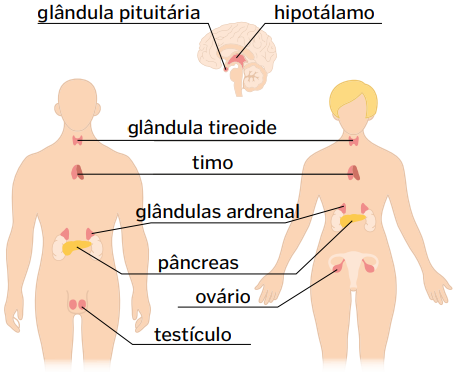 glândula pituitária
hipotálamo
glândula tireoide
timo
glândulas ardrenal
pâncreas
ovário
testículo